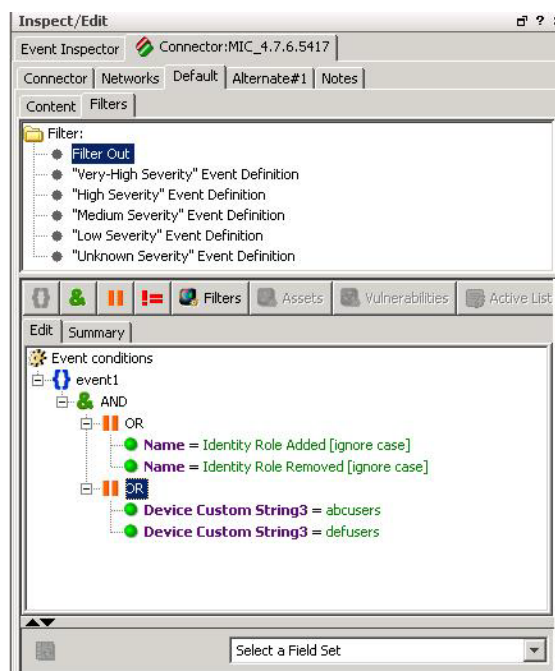 Inspect/Edit
Event Inspector Connector:MIC_4.7.6.5417
Connector Networks Default Alternate#1 Notes
Content Filters
Filter:
Filter Out
"Very-High Severity" Event Definition
"High Severity" Event Definition
"Medium Severity" Event Definition
"Low Severity" Event Definition
"Unknown Severity" Event Definition
{} & != Filters Assets Vulnerabilities Active List
Edit Summary
Event conditions
{} event1
& AND
OR
Name = Identity Role Added [ignore case]
Name = Identity Role Removed [ignore case]
OR
Device Custom String3 = abcusers
Device Custom String3 = defusers
Select a Field Set